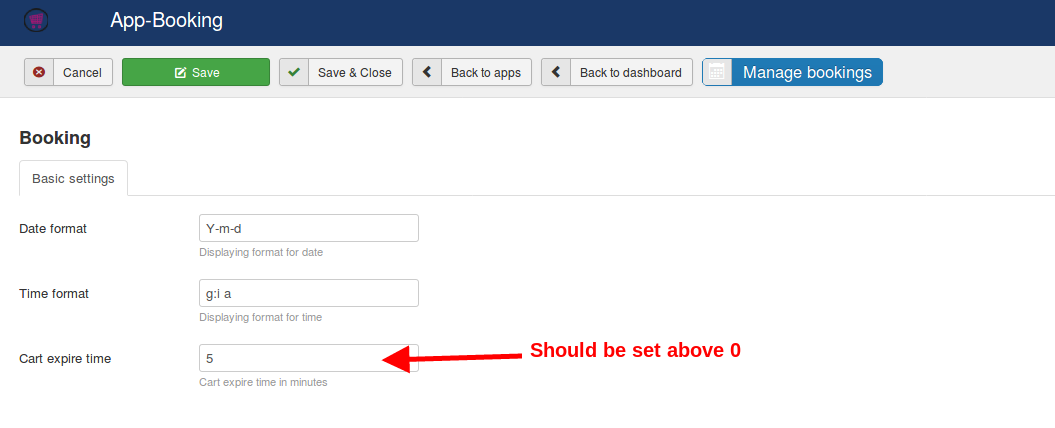 App-Booking
Cancel Save Save & Close Back to apps Back to dashboard Manage bookings
Booking
Basic settings
Date format Y-m-d
Displaying format for date
Time format g:i a
Displaying format for time
Cart expire time 5 Should be set above 0
Cart expire time in minutes